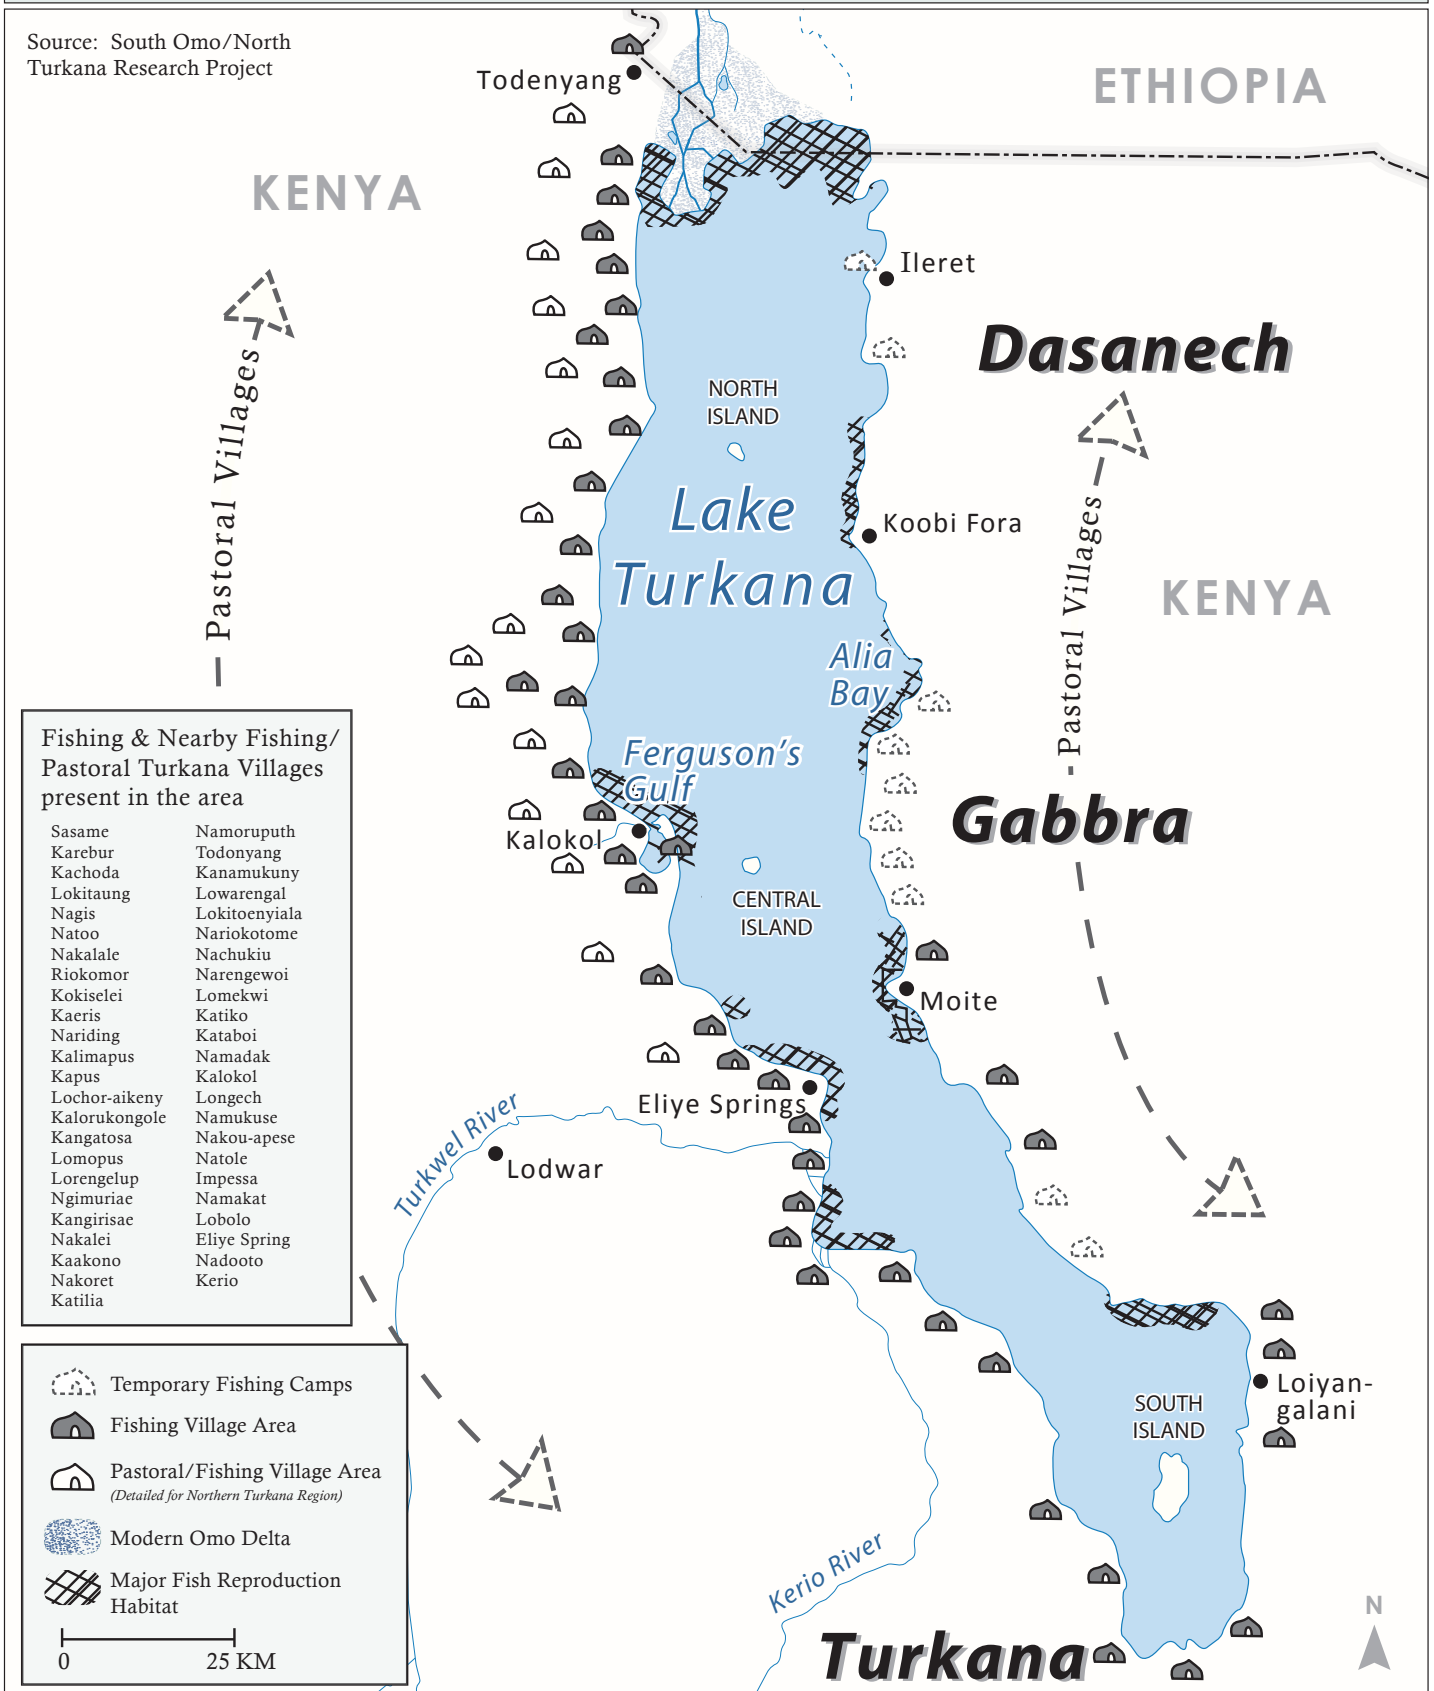 Source: South Omo/North
Turkana Research Project
ETHIOPIA
Todenyang
KENYA
Ileret
Dasanech
NORTH
ISLAND
Pastoral Villages
Lake
Turkana
Koobi Fora
Pastoral Villages
KENYA
Alia
Bay
Ferguson's
Gulf
Gabbra
Kalokol
CENTRAL
ISLAND
Moite
Eliye Springs
Turkwel River
Lodwar
Loiyan-
galani
SOUTH
ISLAND
Kerio River
Turkana
N
Fishing & Nearby Fishing/
Pastoral Turkana Villages
present in the area
Sasame
Karebur
Kachoda
Lokitaung
Nagis
Natoo
Nakalale
Riokomor
Kokiselei
Kaeris
Nariding
Kalimapus
Kapus
Lochor-aikeny
Kalorukongole
Kangatosa
Lomopus
Lorengelup
Ngimuriae
Kangirisae
Nakalei
Kaakono
Nakoret
Katilia
Namoruputh
Todonyang
Kanamukuny
Lowarengal
Lokitoenyiala
Nariokotome
Nachukiu
Narengewoi
Lomekwi
Katiko
Kataboi
Namadak
Kalokol
Longech
Namukuse
Nakou-apese
Natole
Impessa
Namakat
Lobolo
Eliye Spring
Nadooto
Kerio
Temporary Fishing Camps
Fishing Village Area
Pastoral/Fishing Village Area
(Detailed for Northern Turkana Region)
Modern Omo Delta
Major Fish Reproduction
Habitat
0 25 KM